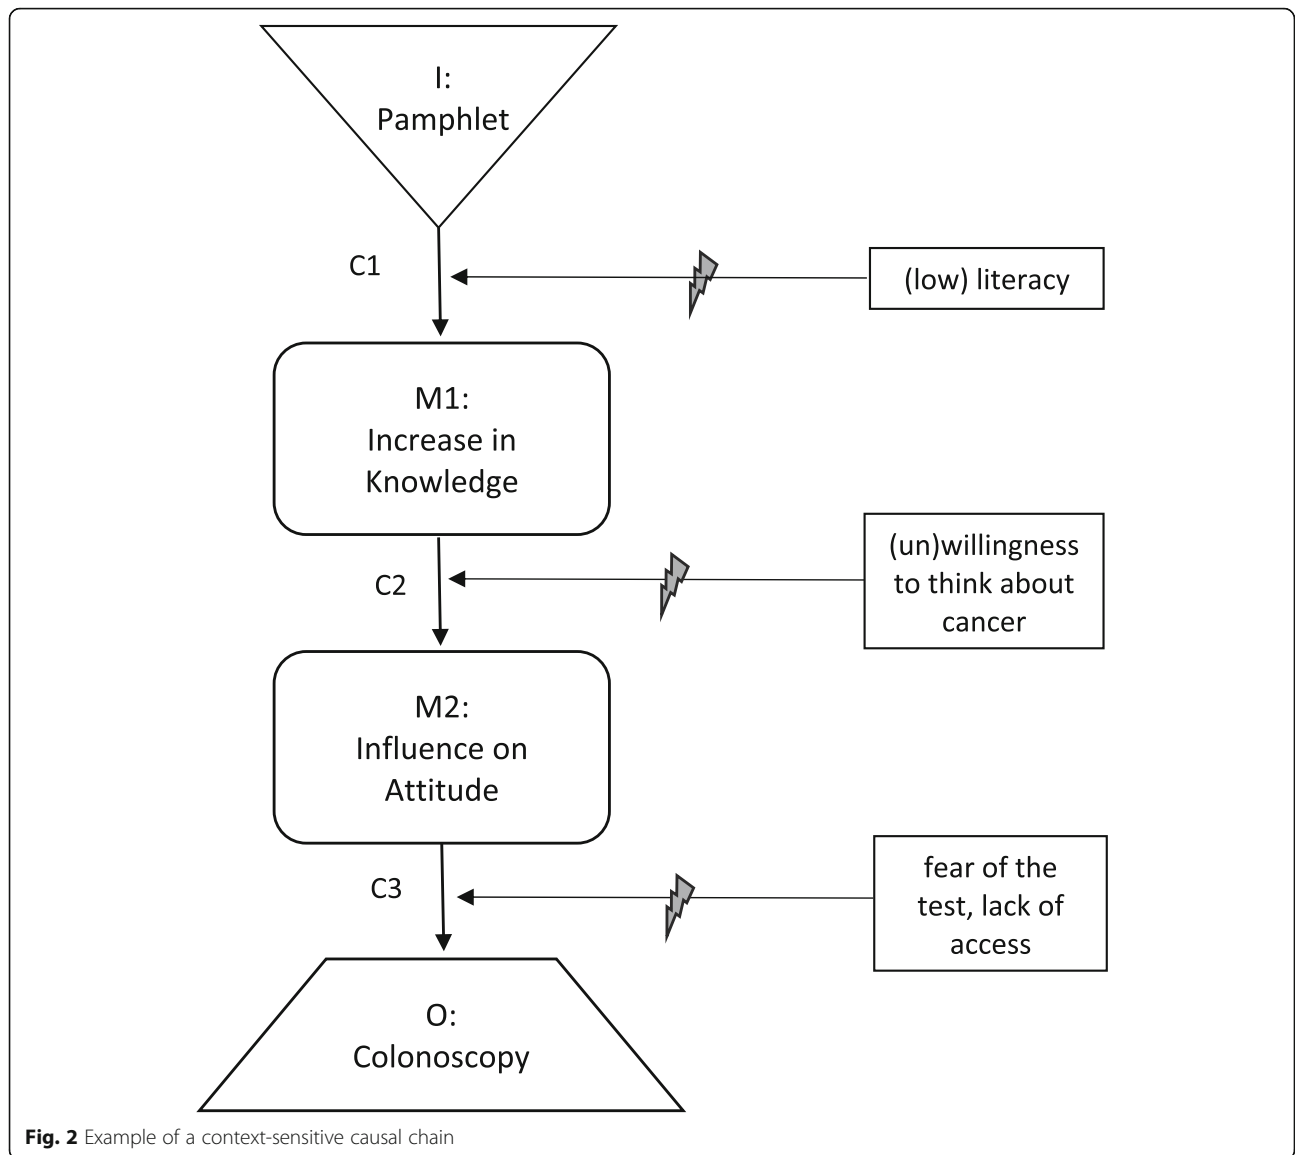 I:
Pamphlet
C1
(low) literacy
M1:
Increase in
Knowledge
C2
(un)willingness
to think about
cancer
M2:
Influence on
Attitude
C3
fear of the
test, lack of
access
O:
Colonoscopy
Fig. 2 Example of a context-sensitive causal chain